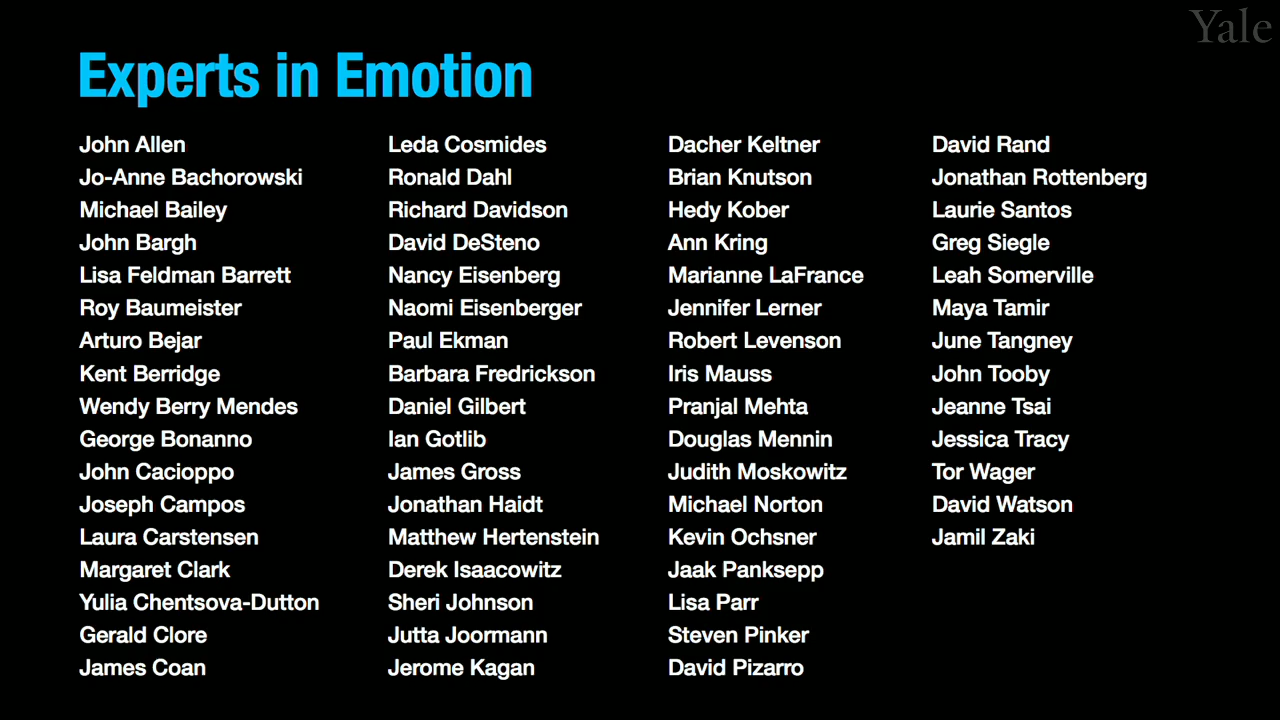 Yale
Experts in Emotion
John Allen
Jo-Anne Bachorowski
Michael Bailey
John Bargh
Lisa Feldman Barrett
Roy Baumeister
Arturo Bejar
Kent Berridge
Wendy Berry Mendes
George Bonanno
John Cacioppo
Joseph Campos
Laura Carstensen
Margaret Clark
Yulia Chentsova-Dutton
Gerald Clore
James Coan
Leda Cosmides
Ronald Dahl
Richard Davidson
David DeSteno
Nancy Eisenberg
Naomi Eisenberger
Paul Ekman
Barbara Fredrickson
Daniel Gilbert
Ian Gotlib
James Gross
Jonathan Haidt
Matthew Hertenstein
Derek Isaacowitz
Sheri Johnson
Jutta Joormann
Jerome Kagan
Dacher Keltner
Brian Knutson
Hedy Kober
Ann Kring
Marianne LaFrance
Jennifer Lerner
Robert Levenson
Iris Mauss
Pranjal Mehta
Douglas Mennin
Judith Moskowitz
Michael Norton
Kevin Ochsner
Jaak Panksepp
Lisa Parr
Steven Pinker
David Pizarro
David Rand
Jonathan Rottenberg
Laurie Santos
Greg Siegle
Leah Somerville
Maya Tamir
June Tangney
John Tooby
Jeanne Tsai
Jessica Tracy
Tor Wager
David Watson
Jamil Zaki